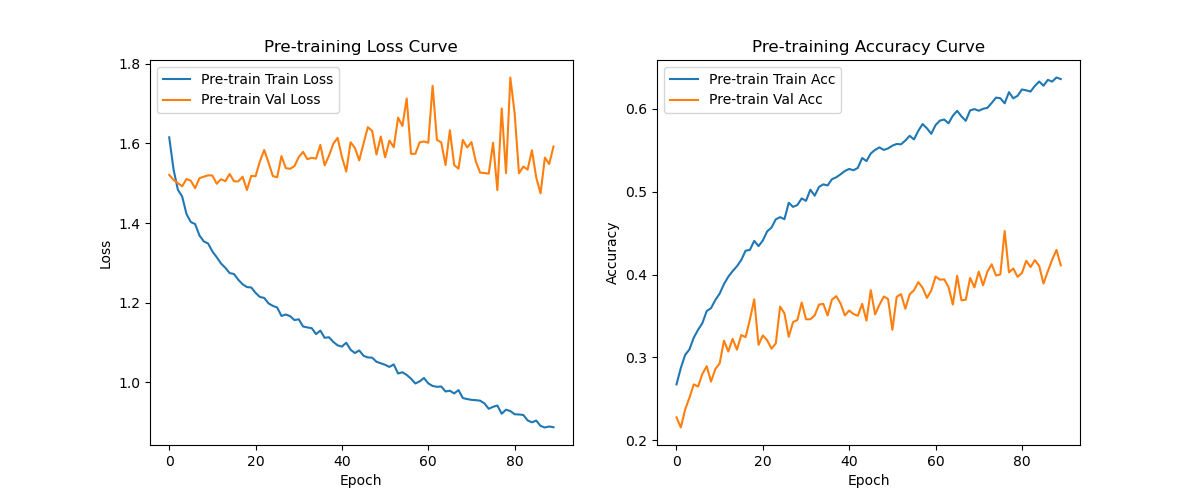 Pre-training Loss Curve
Pre-train Train Loss
Pre-train Val Loss
1.8
1.6
1.4
1.2
1.0
Loss
0
20
40
60
80
Epoch
Pre-training Accuracy Curve
Pre-train Train Acc
Pre-train Val Acc
0.6
0.5
0.4
0.3
0.2
Accuracy
0
20
40
60
80
Epoch